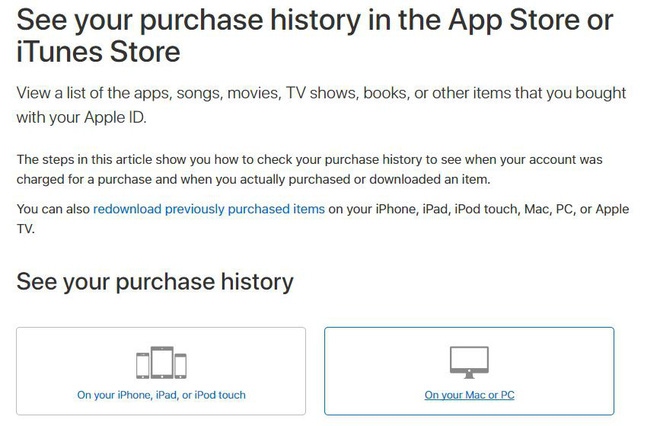 See your purchase history in the App Store or
iTunes Store
View a list of the apps, songs, movies, TV shows, books, or other items that you bought
with your Apple ID.
The steps in this article show you how to check your purchase history to see when your account was
charged for a purchase and when you actually purchased or downloaded an item.
You can also redownload previously purchased items on your iPhone, iPad, iPod touch, Mac, PC, or Apple
TV.
See your purchase history
On your iPhone, iPad, or iPod touch
On your Mac or PC